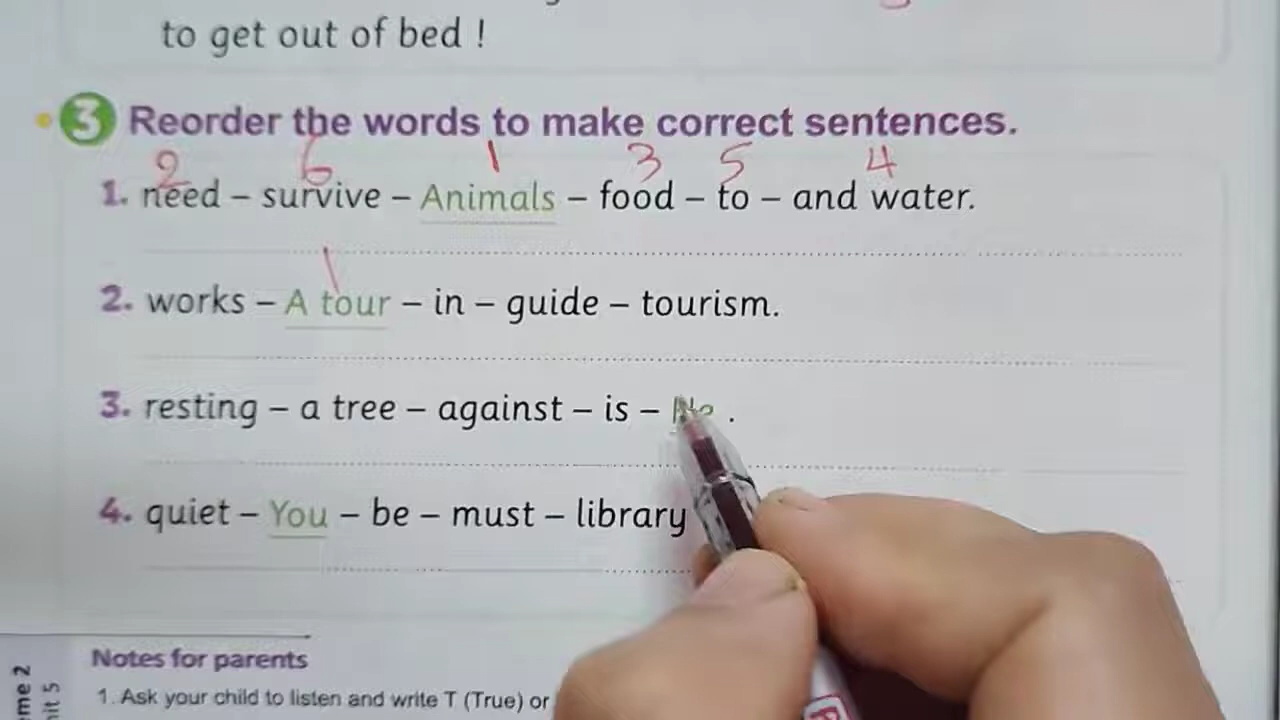 to get out of bed !
3 Reorder the words to make correct sentences.
2 6 1 3 5 4
1. need – survive – Animals – food – to – and water.
1
2. works – A tour – in – guide – tourism.
3. resting – a tree – against – is – .
4. quiet – You – be – must – library
Notes for parents
1. Ask your child to listen and write T (True) or